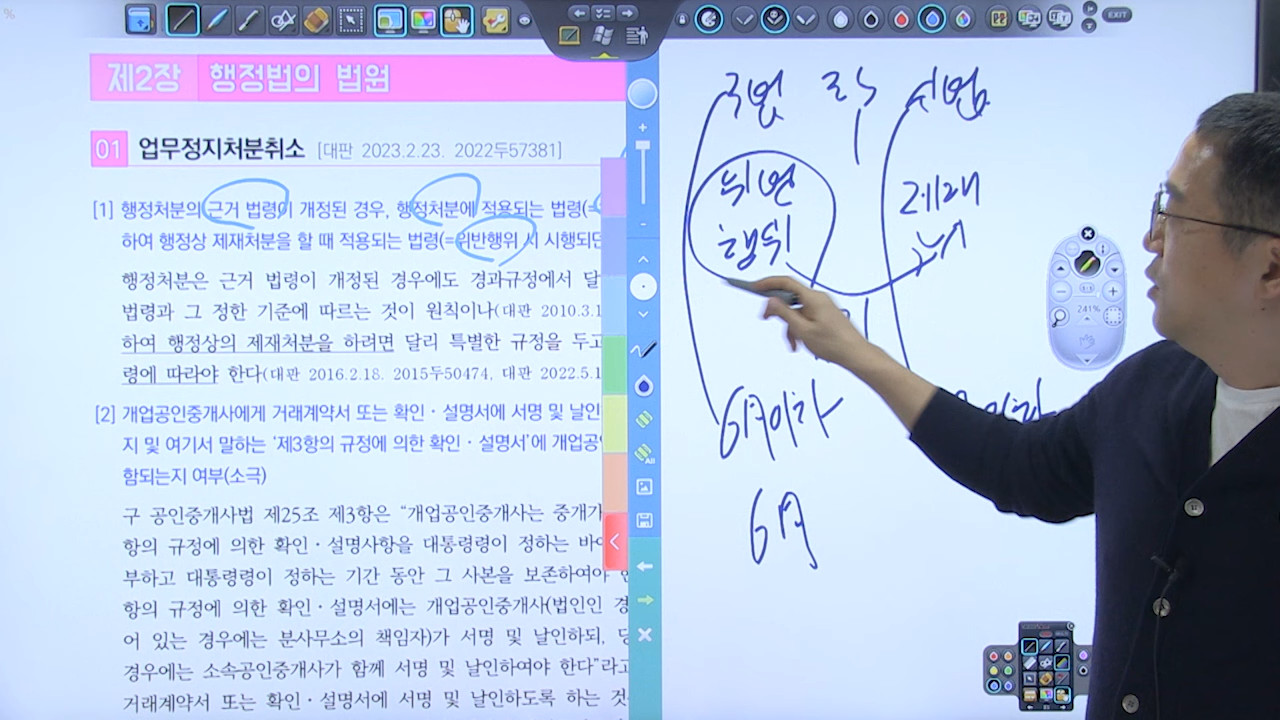 EXIT
제2장 행정법의 법원
01 업무정지처분취소 [대판 2023.2.23. 2022두57381]
[1] 행정처분의 근거 법령이 개정된 경우, 행정처분에 적용되는 법령(=
하여 행정상 제재처분을 할 때 적용되는 법령(=위반행위 시 시행되던
행정처분은 근거 법령이 개정된 경우에도 경과규정에서 달
법령과 그 정한 기준에 따르는 것이 원칙이나(대판 2010.3.1
하여 행정상의 제재처분을 하려면 달리 특별한 규정을 두고
령에 따라야 한다(대판 2016.2.18. 2015두50474, 대판 2022.5.1
[2] 개업공인중개사에게 거래계약서 또는 확인·설명서에 서명 및 날인
지 및 여기서 말하는 '제3항의 규정에 의한 확인·설명서'에 개업공인
함되는지 여부(소극)
구 공인중개사법 제25조 제3항은 "개업공인중개사는 중개가
항의 규정에 의한 확인·설명사항을 대통령령이 정하는 바에
부하고 대통령령이 정하는 기간 동안 그 사본을 보존하여야
항의 규정에 의한 확인·설명서에는 개업공인중개사(법인인 경
어 있는 경우에는 분사무소의 책임자)가 서명 및 날인하되, 당
경우에는 소속공인중개사가 함께 서명 및 날인하여야 한다"라고
거래계약서 또는 확인·설명서에 서명 및 날인하도록 하는 것
구법 신법
위반 제재
행위
6月이하
6月
241%
All